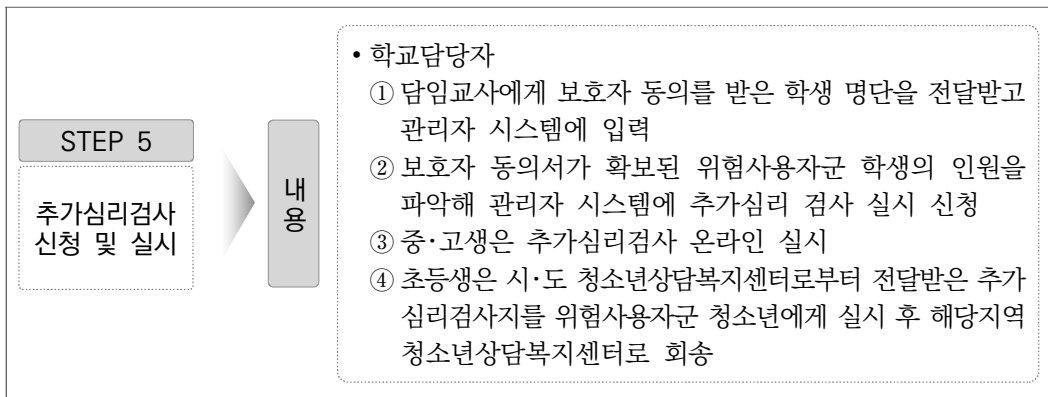 STEP 5
추가심리검사
신청 및 실시
내
용
• 학교담당자
① 담임교사에게 보호자 동의를 받은 학생 명단을 전달받고
관리자 시스템에 입력
② 보호자 동의서가 확보된 위험사용자군 학생의 인원을
파악해 관리자 시스템에 추가심리 검사 실시 신청
③ 중·고생은 추가심리검사 온라인 실시
④ 초등생은 시·도 청소년상담복지센터로부터 전달받은 추가
심리검사지를 위험사용자군 청소년에게 실시 후 해당지역
청소년상담복지센터로 회송